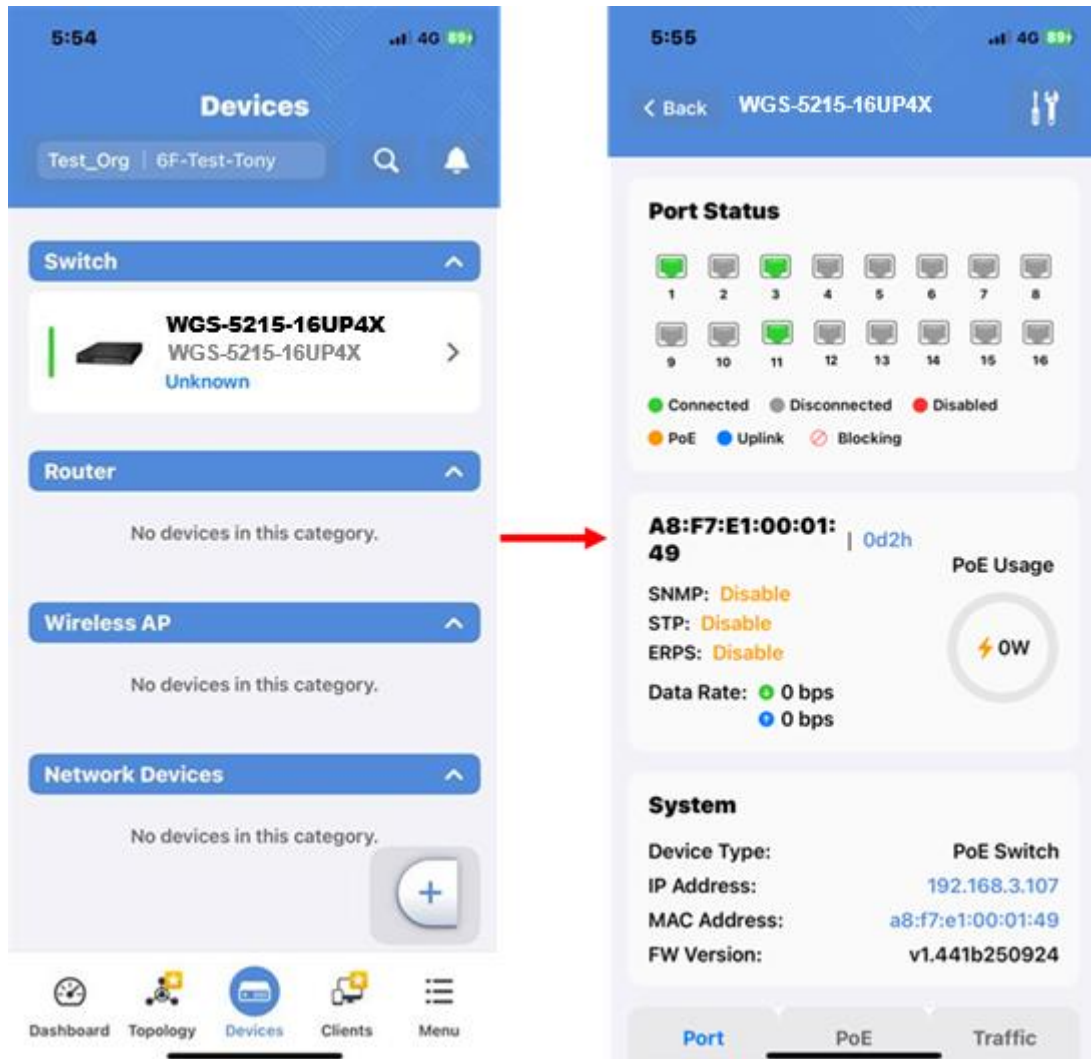 5:54
4G 89
Devices
Test_Org | 6F-Test-Tony
Switch
WGS-5215-16UP4X
WGS-5215-16UP4X
Unknown
Router
No devices in this category.
Wireless AP
No devices in this category.
Network Devices
No devices in this category.
+
Dashboard Topology Devices Clients Menu
5:55
4G 89
< Back WGS-5215-16UP4X
Port Status
1 2 3 4 5 6 7 8
9 10 11 12 13 14 15 16
Connected Disconnected Disabled
PoE Uplink Blocking
A8:F7:E1:00:01:
49 | 0d2h
PoE Usage
SNMP: Disable
STP: Disable
ERPS: Disable
0W
Data Rate: 0 bps
0 bps
System
Device Type: PoE Switch
IP Address: 192.168.3.107
MAC Address: a8:f7:e1:00:01:49
FW Version: v1.441b250924
Port PoE Traffic